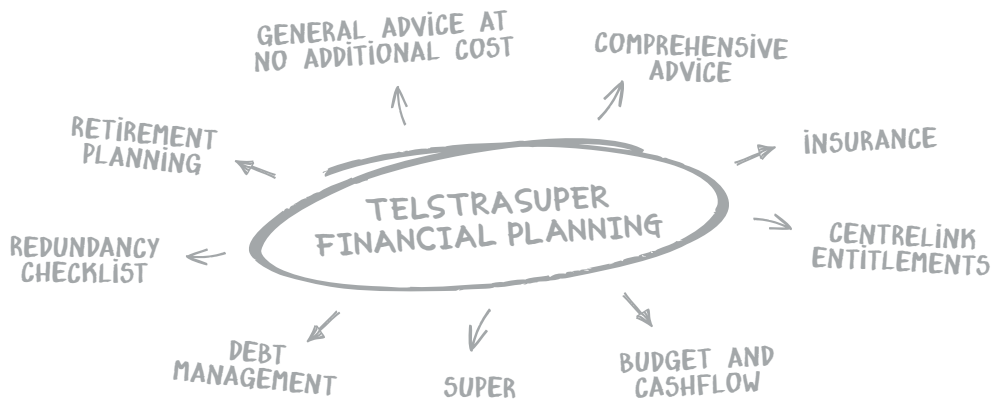 GENERAL ADVICE AT
NO ADDITIONAL COST
COMPREHENSIVE
ADVICE
RETIREMENT
PLANNING
INSURANCE
TELSTRASUPER
FINANCIAL PLANNING
REDUNDANCY
CHECKLIST
CENTRELINK
ENTITLEMENTS
DEBT
MANAGEMENT
SUPER
BUDGET AND
CASHFLOW